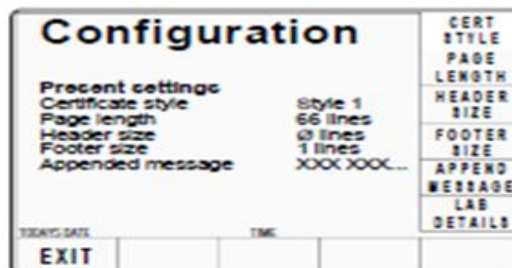 Configuration
Present settings
Certificate style Style 1
Page length 66 lines
Header size Ø lines
Footer size 1 lines
Appended message XXX XXX...
TODAY'S DATE TIME
EXIT
CERT
STYLE
PAGE
LENGTH
HEADER
SIZE
FOOTER
SIZE
APPEND
MESSAGE
LAB
DETAILS